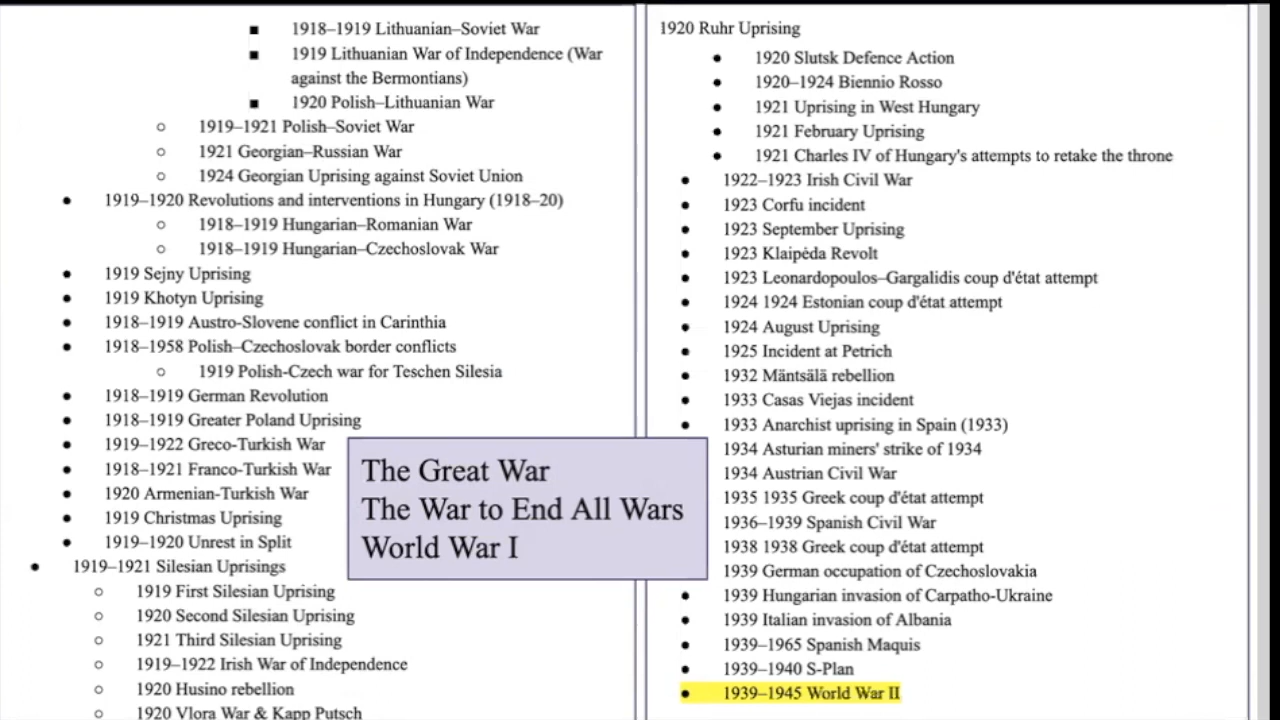 1918–1919 Lithuanian–Soviet War
1919 Lithuanian War of Independence (War
against the Bermontians)
1920 Polish–Lithuanian War
1919–1921 Polish–Soviet War
1921 Georgian–Russian War
1924 Georgian Uprising against Soviet Union
1919–1920 Revolutions and interventions in Hungary (1918–20)
1918–1919 Hungarian–Romanian War
1918–1919 Hungarian–Czechoslovak War
1919 Sejny Uprising
1919 Khotyn Uprising
1918–1919 Austro-Slovene conflict in Carinthia
1918–1958 Polish–Czechoslovak border conflicts
1919 Polish-Czech war for Teschen Silesia
1918–1919 German Revolution
1918–1919 Greater Poland Uprising
1919–1922 Greco-Turkish War
1918–1921 Franco-Turkish War
1920 Armenian-Turkish War
1919 Christmas Uprising
1919–1920 Unrest in Split
1919–1921 Silesian Uprisings
1919 First Silesian Uprising
1920 Second Silesian Uprising
1921 Third Silesian Uprising
1919–1922 Irish War of Independence
1920 Husino rebellion
1920 Vlora War & Kapp Putsch
The Great War
The War to End All Wars
World War I
1920 Ruhr Uprising
1920 Slutsk Defence Action
1920–1924 Biennio Rosso
1921 Uprising in West Hungary
1921 February Uprising
1921 Charles IV of Hungary's attempts to retake the throne
1922–1923 Irish Civil War
1923 Corfu incident
1923 September Uprising
1923 Klaipėda Revolt
1923 Leonardopoulos–Gargalidis coup d'état attempt
1924 1924 Estonian coup d'état attempt
1924 August Uprising
1925 Incident at Petrich
1932 Mäntsälä rebellion
1933 Casas Viejas incident
1933 Anarchist uprising in Spain (1933)
1934 Asturian miners' strike of 1934
1934 Austrian Civil War
1935 1935 Greek coup d'état attempt
1936–1939 Spanish Civil War
1938 1938 Greek coup d'état attempt
1939 German occupation of Czechoslovakia
1939 Hungarian invasion of Carpatho-Ukraine
1939 Italian invasion of Albania
1939–1965 Spanish Maquis
1939–1940 S-Plan
1939–1945 World War II